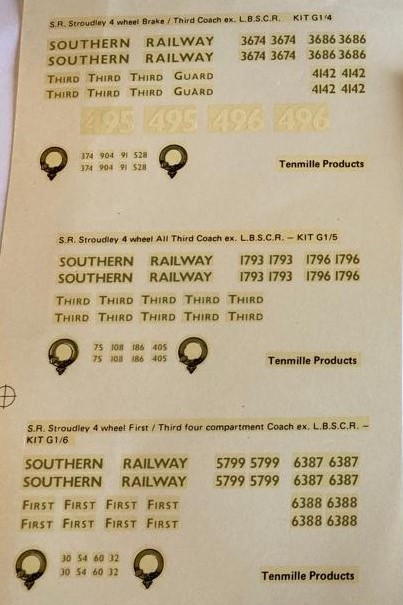 S.R. Stroudley 4 wheel Brake / Third Coach ex. L.B.S.C.R. KIT G1/4
SOUTHERN RAILWAY 3674 3674 3686 3686
SOUTHERN RAILWAY 3674 3674 3686 3686
THIRD THIRD THIRD GUARD 4142 4142
THIRD THIRD THIRD GUARD 4142 4142
495 495 496 496
374 904 91 528
374 904 91 528
Tenmille Products
S.R. Stroudley 4 wheel All Third Coach ex. L.B.S.C.R. – KIT G1/5
SOUTHERN RAILWAY 1793 1793 1796 1796
SOUTHERN RAILWAY 1793 1793 1796 1796
THIRD THIRD THIRD THIRD THIRD
THIRD THIRD THIRD THIRD THIRD
75 108 186 405
75 108 186 405
Tenmille Products
S.R. Stroudley 4 wheel First / Third four compartment Coach ex. L.B.S.C.R. –
KIT G1/6
SOUTHERN RAILWAY 5799 5799 6387 6387
SOUTHERN RAILWAY 5799 5799 6387 6387
FIRST FIRST FIRST FIRST 6388 6388
FIRST FIRST FIRST FIRST 6388 6388
30 54 60 32
30 54 60 32
Tenmille Products